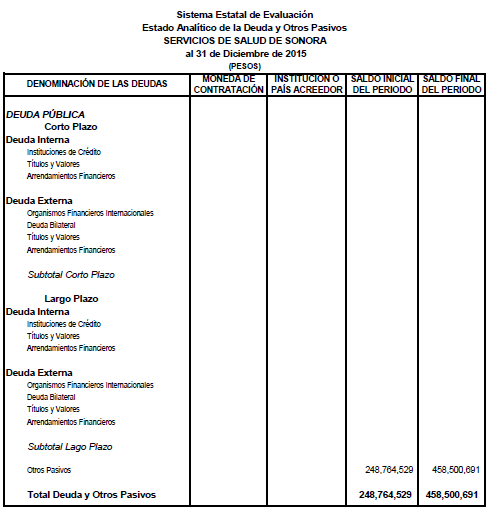 Sistema Estatal de Evaluación
Estado Analítico de la Deuda y Otros Pasivos
SERVICIOS DE SALUD DE SONORA
al 31 de Diciembre de 2015
(PESOS)
DENOMINACIÓN DE LAS DEUDAS MONEDA DE CONTRATACIÓN INSTITUCIÓN O PAÍS ACREEDOR SALDO INICIAL DEL PERIODO SALDO FINAL DEL PERIODO
DEUDA PÚBLICA
Corto Plazo
Deuda Interna
Instituciones de Crédito
Títulos y Valores
Arrendamientos Financieros
Deuda Externa
Organismos Financieros Internacionales
Deuda Bilateral
Títulos y Valores
Arrendamientos Financieros
Subtotal Corto Plazo
Largo Plazo
Deuda Interna
Instituciones de Crédito
Títulos y Valores
Arrendamientos Financieros
Deuda Externa
Organismos Financieros Internacionales
Deuda Bilateral
Títulos y Valores
Arrendamientos Financieros
Subtotal Lago Plazo
Otros Pasivos 248,764,529 458,500,691
Total Deuda y Otros Pasivos 248,764,529 458,500,691